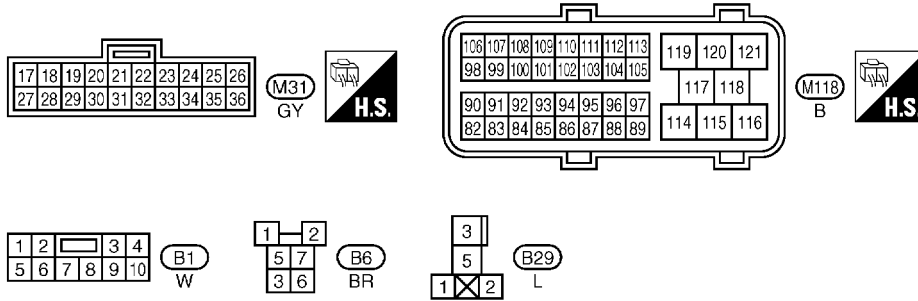 17 18 19 20 21 22 23 24 25 26
27 28 29 30 31 32 33 34 35 36
M31
GY
H.S.
106 107 108 109 110 111 112 113
98 99 100 101 102 103 104 105
90 91 92 93 94 95 96 97
82 83 84 85 86 87 88 89
119 120 121
117 118
114 115 116
M118
B
H.S.
1 2 3 4
5 6 7 8 9 10
B1
W
1 2
5 7
3 6
B6
BR
3
5
1 2
B29
L